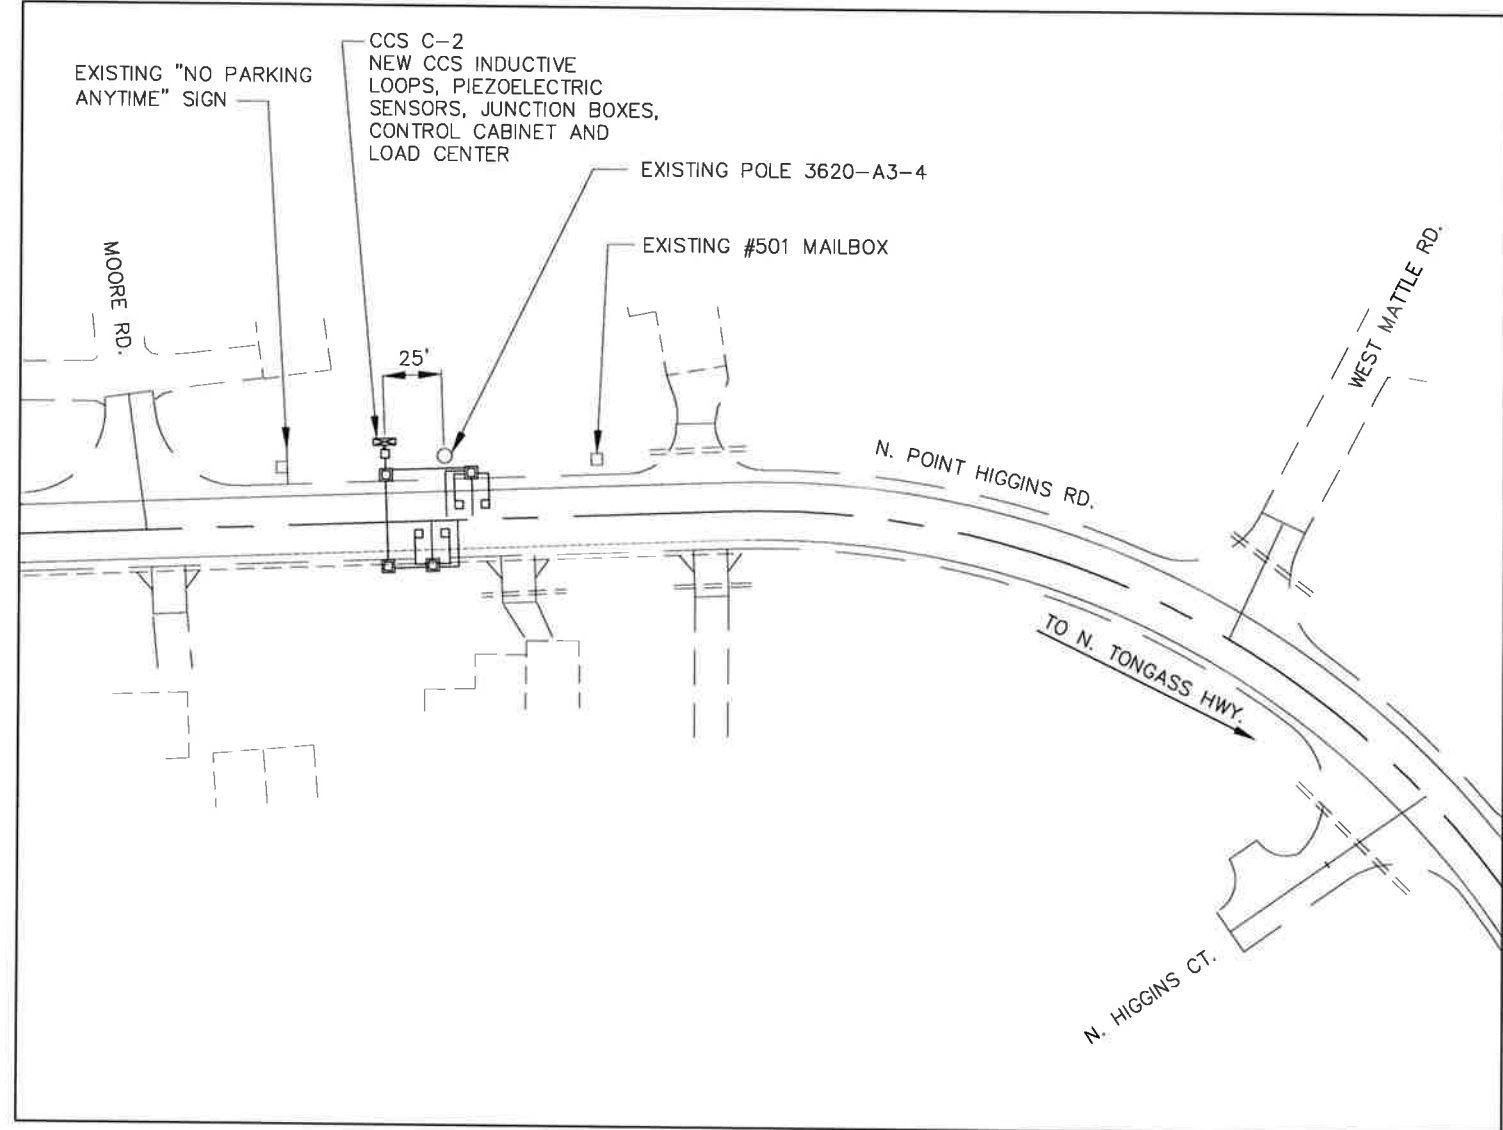 CCS C-2
NEW CCS INDUCTIVE
LOOPS, PIEZOELECTRIC
SENSORS, JUNCTION BOXES,
CONTROL CABINET AND
LOAD CENTER
EXISTING "NO PARKING
ANYTIME" SIGN
EXISTING POLE 3620-A3-4
EXISTING #501 MAILBOX
MOORE RD.
25'
WEST MATTLE RD.
N. POINT HIGGINS RD.
TO N. TONGASS HWY.
N. HIGGINS CT.